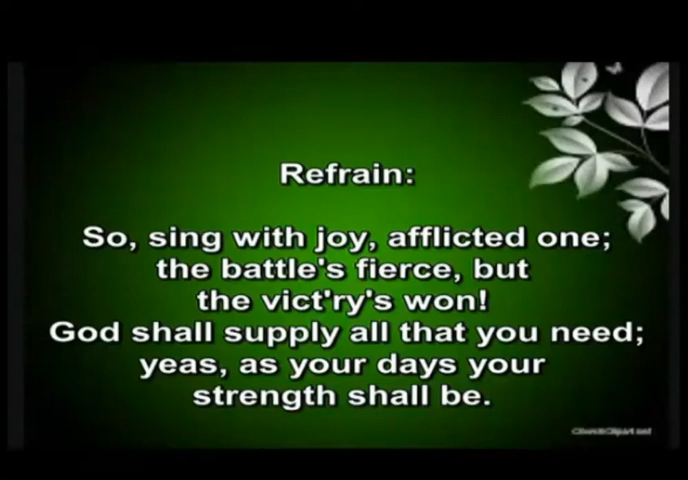 Refrain:
So, sing with joy, afflicted one;
the battle's fierce, but
the vict'ry's won!
God shall supply all that you need;
yeas, as your days your
strength shall be.